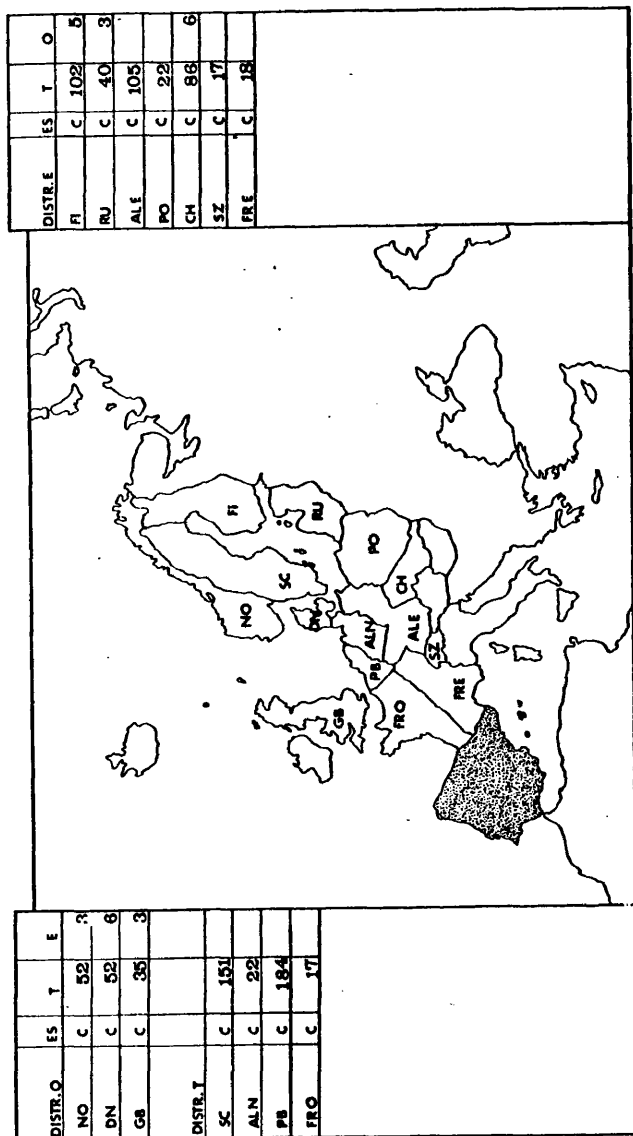 DISTR.O ES T E
NO C 52 3
DN C 52 6
GB C 35 3
DISTR.T
SC C 151
ALN C 22
PB C 184
FRO C 17
NO
SC
FI
RU
DN
GB
ALN
PB
PO
CH
ALE
SZ
FRO
FRE
DISTR.E ES T O
FI C 102 5
RU C 40 3
ALE C 105
PO C 22
CH C 86 6
SZ C 17
FRE C 18